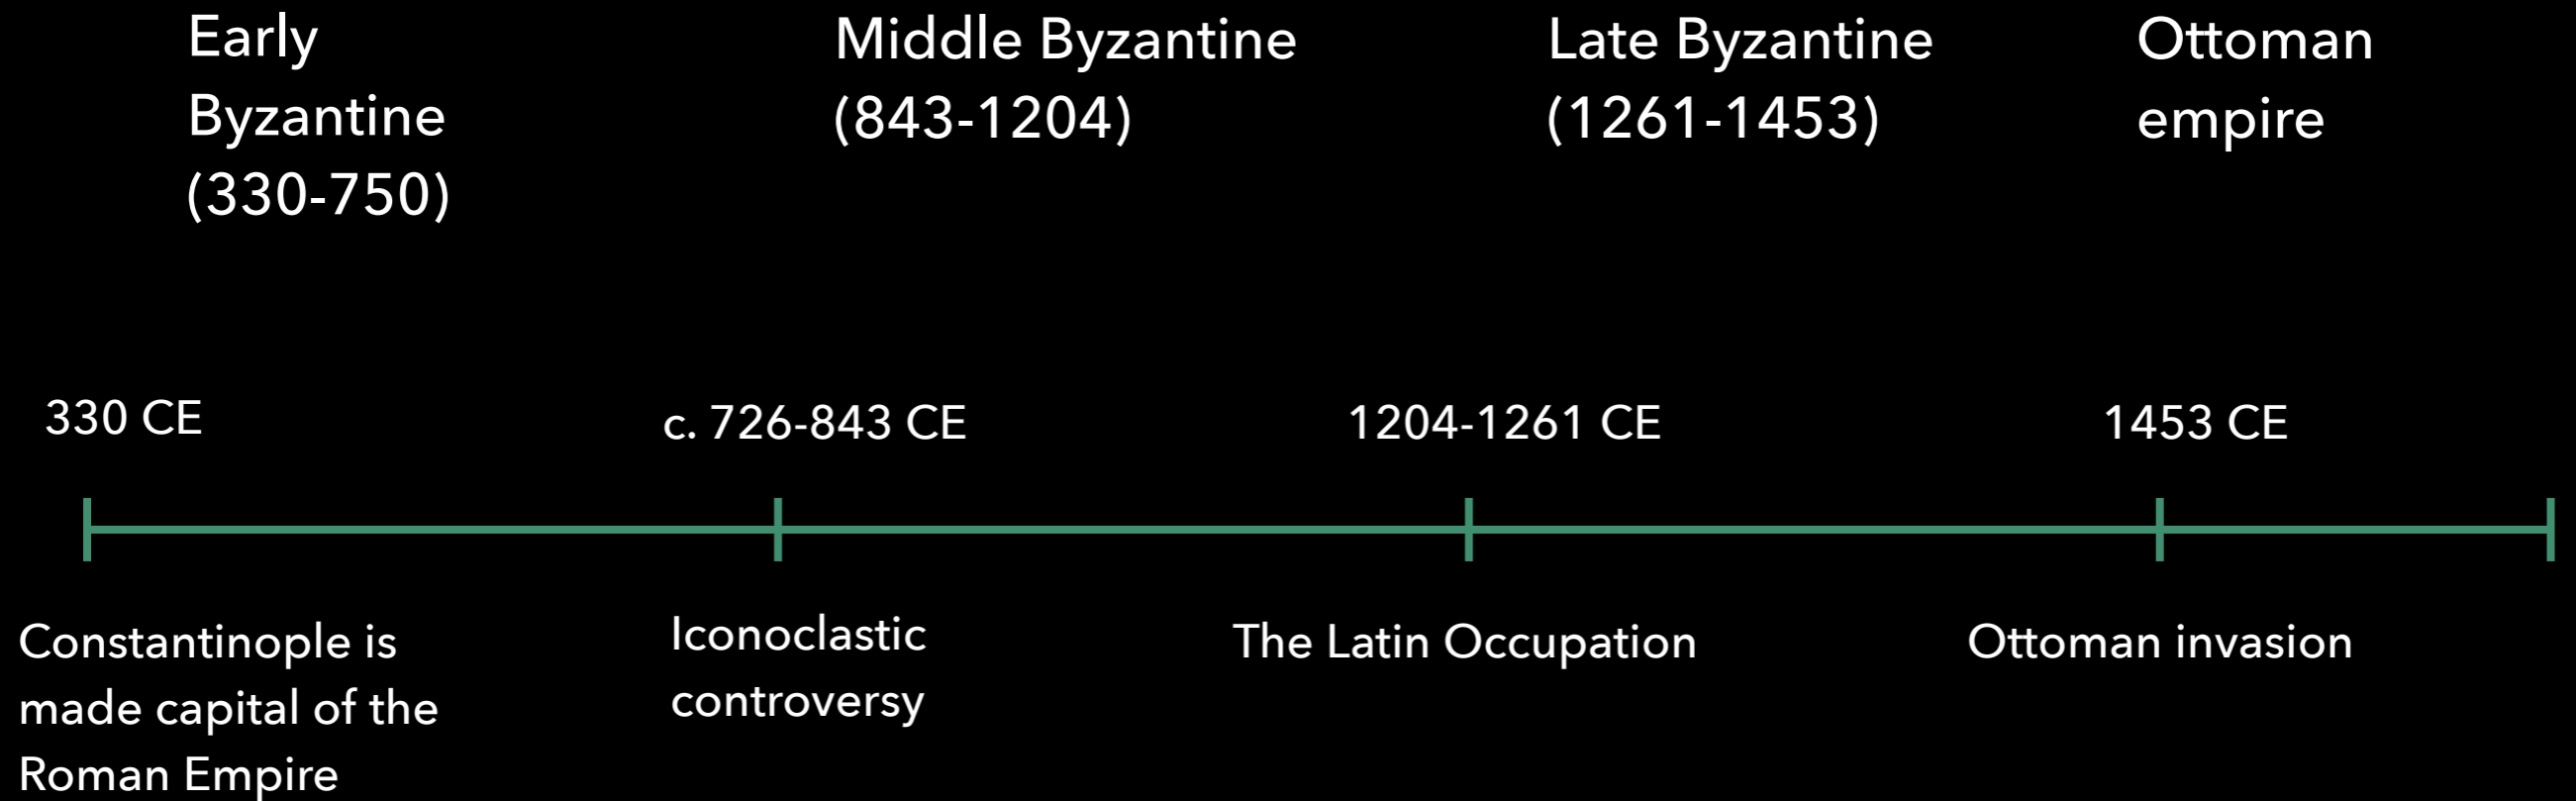 Early
Byzantine
(330-750)
Middle Byzantine
(843-1204)
Late Byzantine
(1261-1453)
Ottoman
empire
330 CE
c. 726-843 CE
1204-1261 CE
1453 CE
Constantinople is
made capital of the
Roman Empire
Iconoclastic
controversy
The Latin Occupation
Ottoman invasion